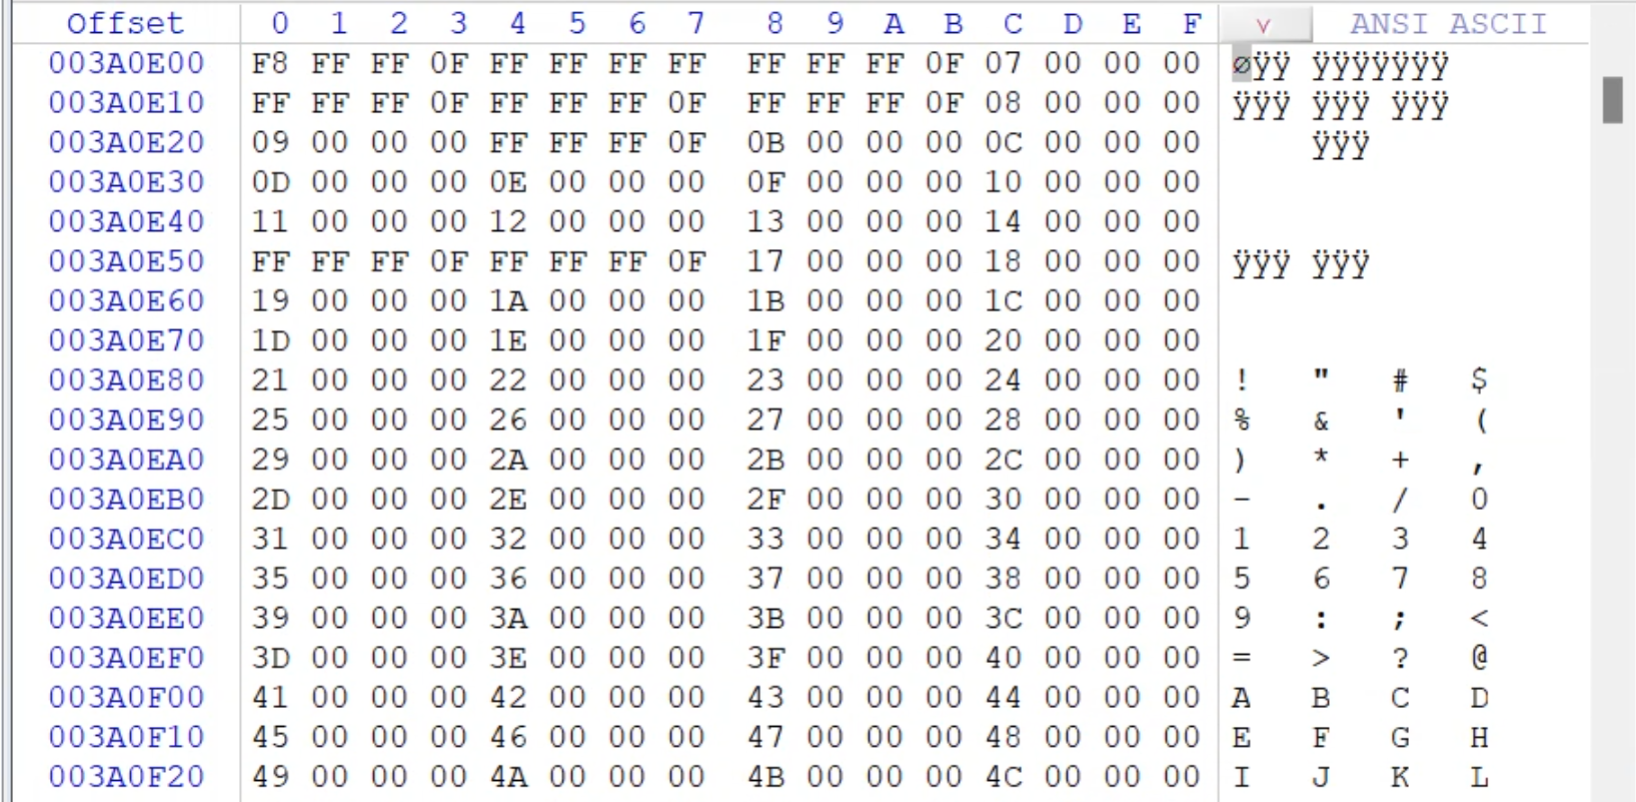 Offset 0 1 2 3 4 5 6 7 8 9 A B C D E F v ANSI ASCII
003A0E00 F8 FF FF 0F FF FF FF FF FF FF FF 0F 07 00 00 00 øÿÿ ÿÿÿÿÿÿÿ
003A0E10 FF FF FF 0F FF FF FF 0F FF FF FF 0F 08 00 00 00 ÿÿÿ ÿÿÿ ÿÿÿ
003A0E20 09 00 00 00 FF FF FF 0F 0B 00 00 00 0C 00 00 00 ÿÿÿ
003A0E30 0D 00 00 00 0E 00 00 00 0F 00 00 00 10 00 00 00
003A0E40 11 00 00 00 12 00 00 00 13 00 00 00 14 00 00 00
003A0E50 FF FF FF 0F FF FF FF 0F 17 00 00 00 18 00 00 00 ÿÿÿ ÿÿÿ
003A0E60 19 00 00 00 1A 00 00 00 1B 00 00 00 1C 00 00 00
003A0E70 1D 00 00 00 1E 00 00 00 1F 00 00 00 20 00 00 00
003A0E80 21 00 00 00 22 00 00 00 23 00 00 00 24 00 00 00 ! " # $
003A0E90 25 00 00 00 26 00 00 00 27 00 00 00 28 00 00 00 % & ' (
003A0EA0 29 00 00 00 2A 00 00 00 2B 00 00 00 2C 00 00 00 ) * + ,
003A0EB0 2D 00 00 00 2E 00 00 00 2F 00 00 00 30 00 00 00 - . / 0
003A0EC0 31 00 00 00 32 00 00 00 33 00 00 00 34 00 00 00 1 2 3 4
003A0ED0 35 00 00 00 36 00 00 00 37 00 00 00 38 00 00 00 5 6 7 8
003A0EE0 39 00 00 00 3A 00 00 00 3B 00 00 00 3C 00 00 00 9 : ; <
003A0EF0 3D 00 00 00 3E 00 00 00 3F 00 00 00 40 00 00 00 = > ? @
003A0F00 41 00 00 00 42 00 00 00 43 00 00 00 44 00 00 00 A B C D
003A0F10 45 00 00 00 46 00 00 00 47 00 00 00 48 00 00 00 E F G H
003A0F20 49 00 00 00 4A 00 00 00 4B 00 00 00 4C 00 00 00 I J K L